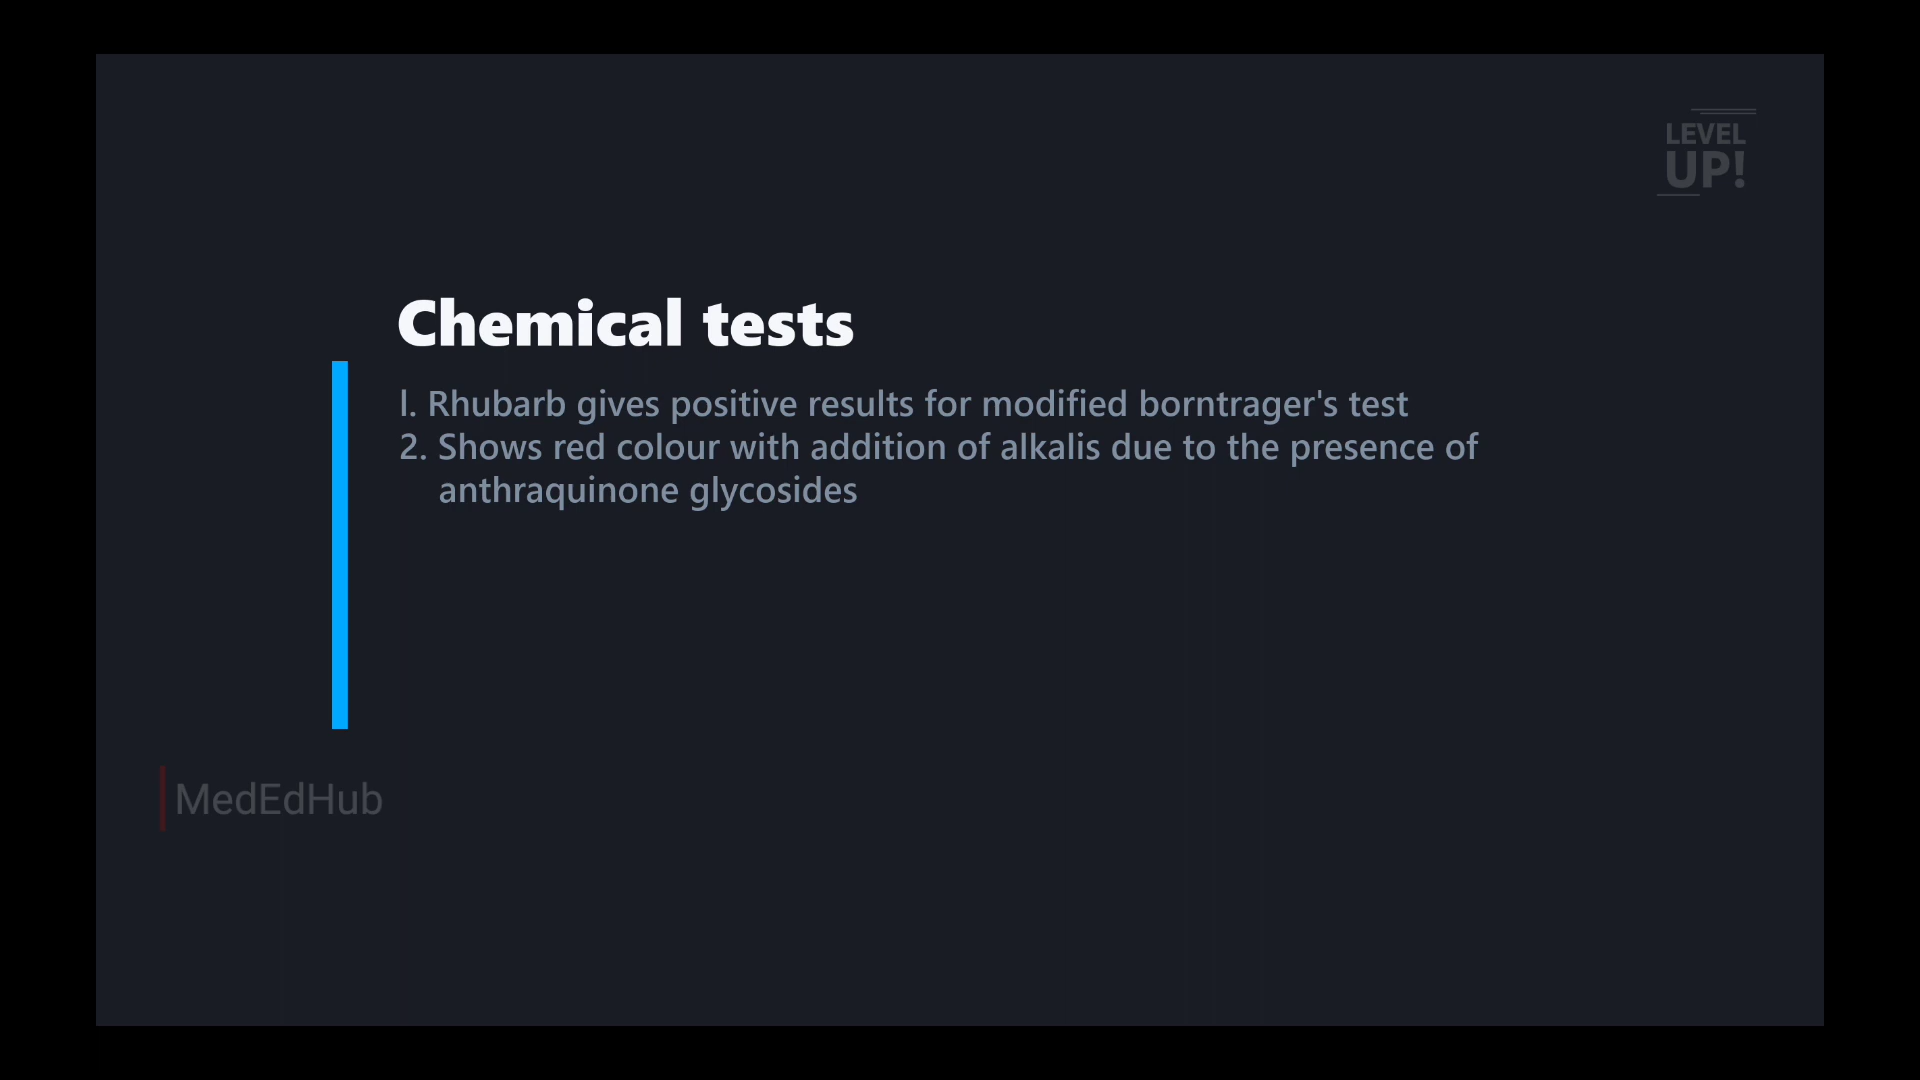 LEVEL
UP!
Chemical tests
l. Rhubarb gives positive results for modified borntrager's test
2. Shows red colour with addition of alkalis due to the presence of
anthraquinone glycosides
MedEdHub